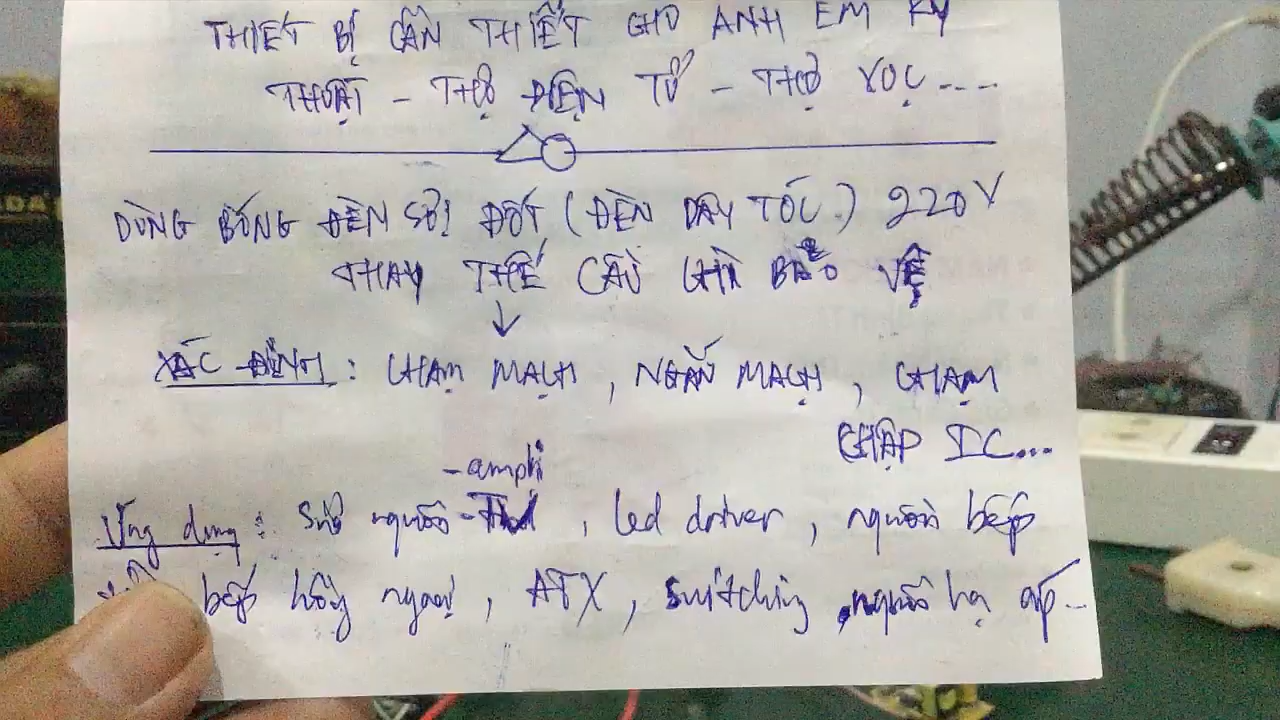 THIẾT BỊ CẦN THIẾT CHO ANH EM KỸ
THUẬT - THỢ ĐIỆN TỬ - THỢ VỌC ----
DÙNG BÓNG ĐÈN SỢI ĐỐT (ĐÈN DÂY TÓC) 220V
THAY THẾ CẦU CHÌ BẢO VỆ
XÁC ĐỊNH : CHẠM MẠCH, NGẮN MẠCH, CHẠM
CHẬP IC...
- ampli
Ứng dụng : Sửa nguồn - , led driver, nguồn bếp
bếp hồng ngoại, ATX, switching, nguồn hạ áp...